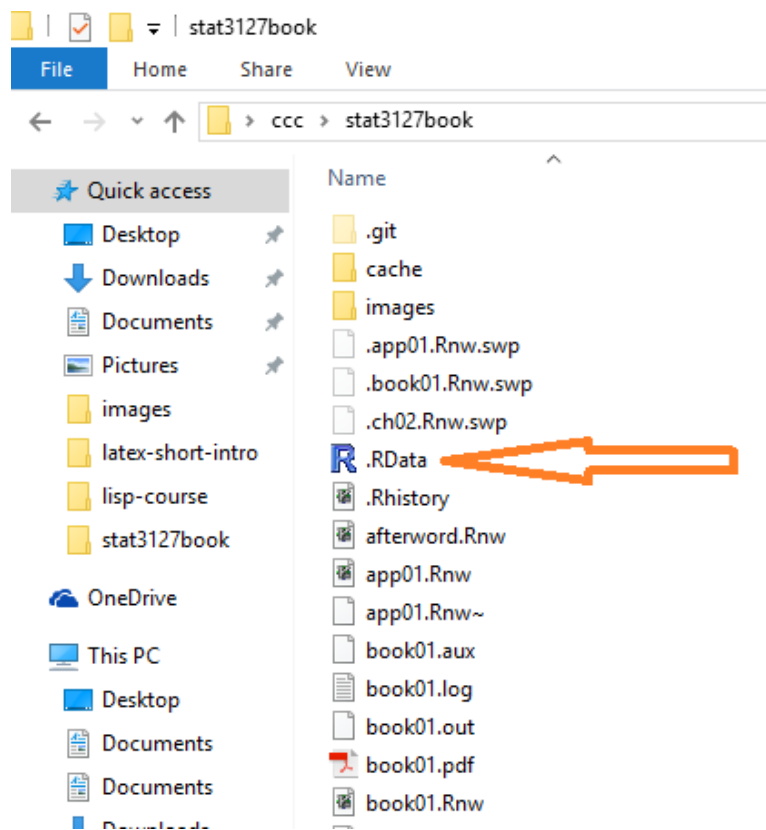 stat3127book
File Home Share View
ccc > stat3127book
Quick access
Desktop
Downloads
Documents
Pictures
images
latex-short-intro
lisp-course
stat3127book
OneDrive
This PC
Desktop
Documents
Documents
Downloads
Name
.git
cache
images
.app01.Rnw.swp
.book01.Rnw.swp
.ch02.Rnw.swp
.RData
.Rhistory
afterword.Rnw
app01.Rnw
app01.Rnw~
book01.aux
book01.log
book01.out
book01.pdf
book01.Rnw